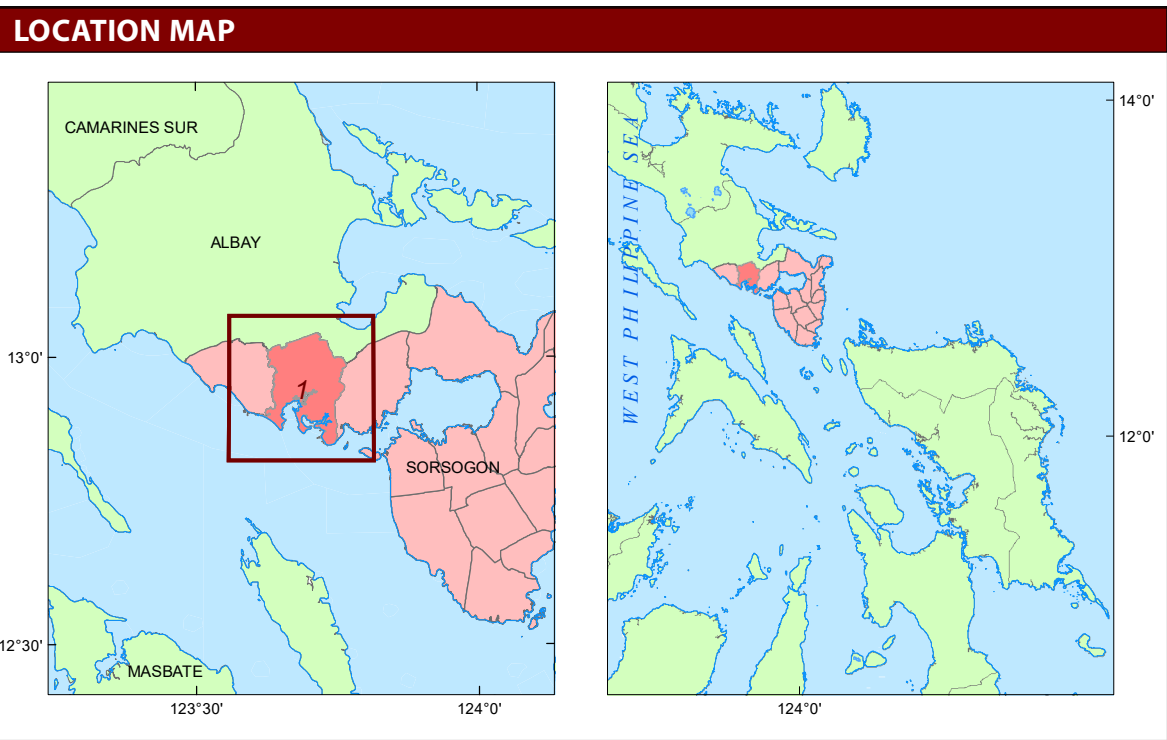 LOCATION MAP
CAMARINES SUR
ALBAY
13°0'
1
SORSOGON
12°30'
MASBATE
123°30'
124°0'
WEST PHILIPPINE SEA
14°0'
12°0'
124°0'